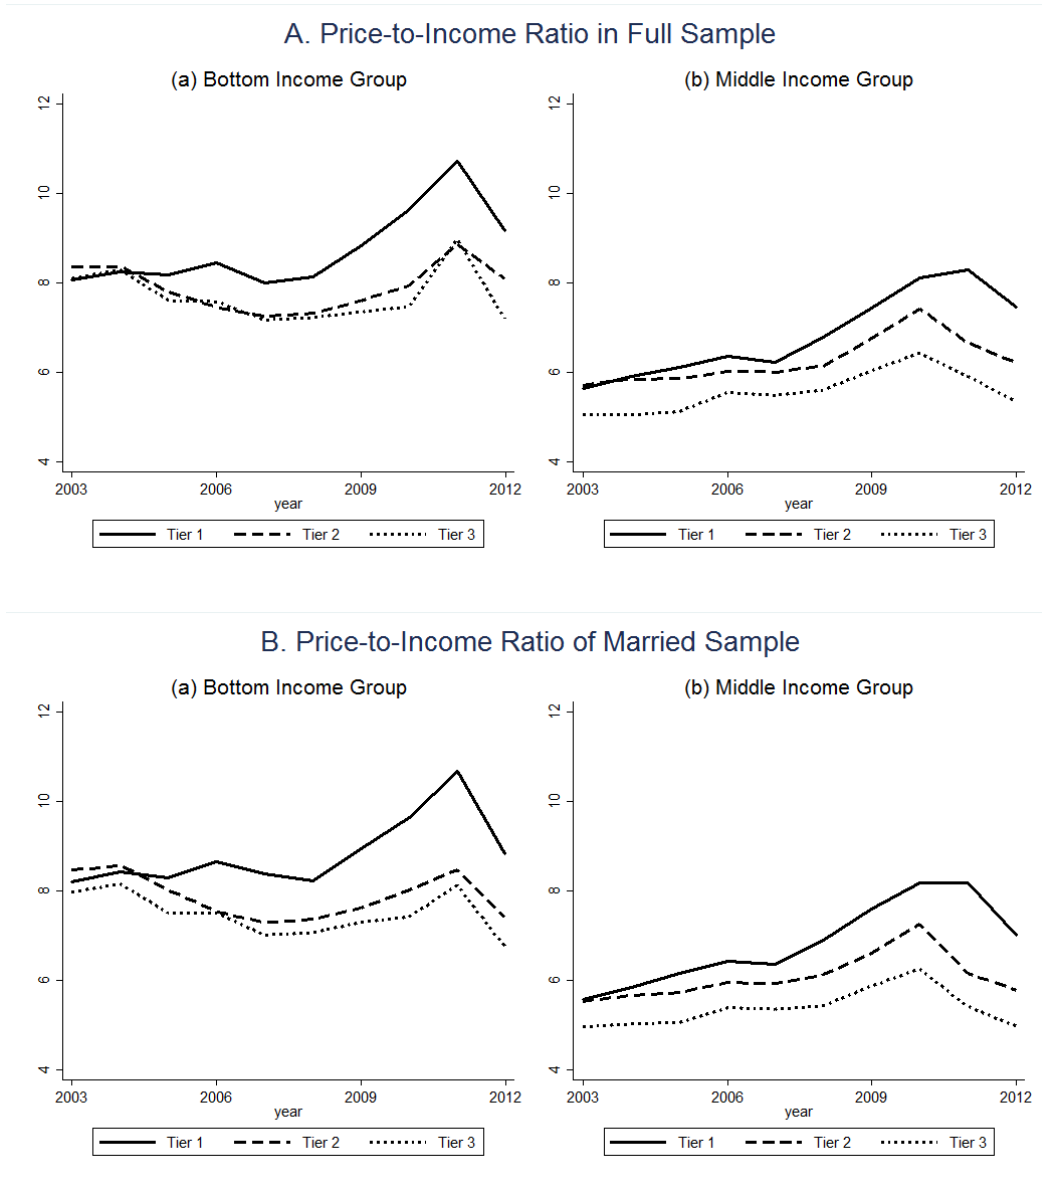 A. Price-to-Income Ratio in Full Sample
(a) Bottom Income Group
12
10
8
6
4
2003 2006 2009 2012
year
Tier 1 Tier 2 Tier 3
(b) Middle Income Group
12
10
8
6
4
2003 2006 2009 2012
year
Tier 1 Tier 2 Tier 3
B. Price-to-Income Ratio of Married Sample
(a) Bottom Income Group
12
10
8
6
4
2003 2006 2009 2012
year
Tier 1 Tier 2 Tier 3
(b) Middle Income Group
12
10
8
6
4
2003 2006 2009 2012
year
Tier 1 Tier 2 Tier 3